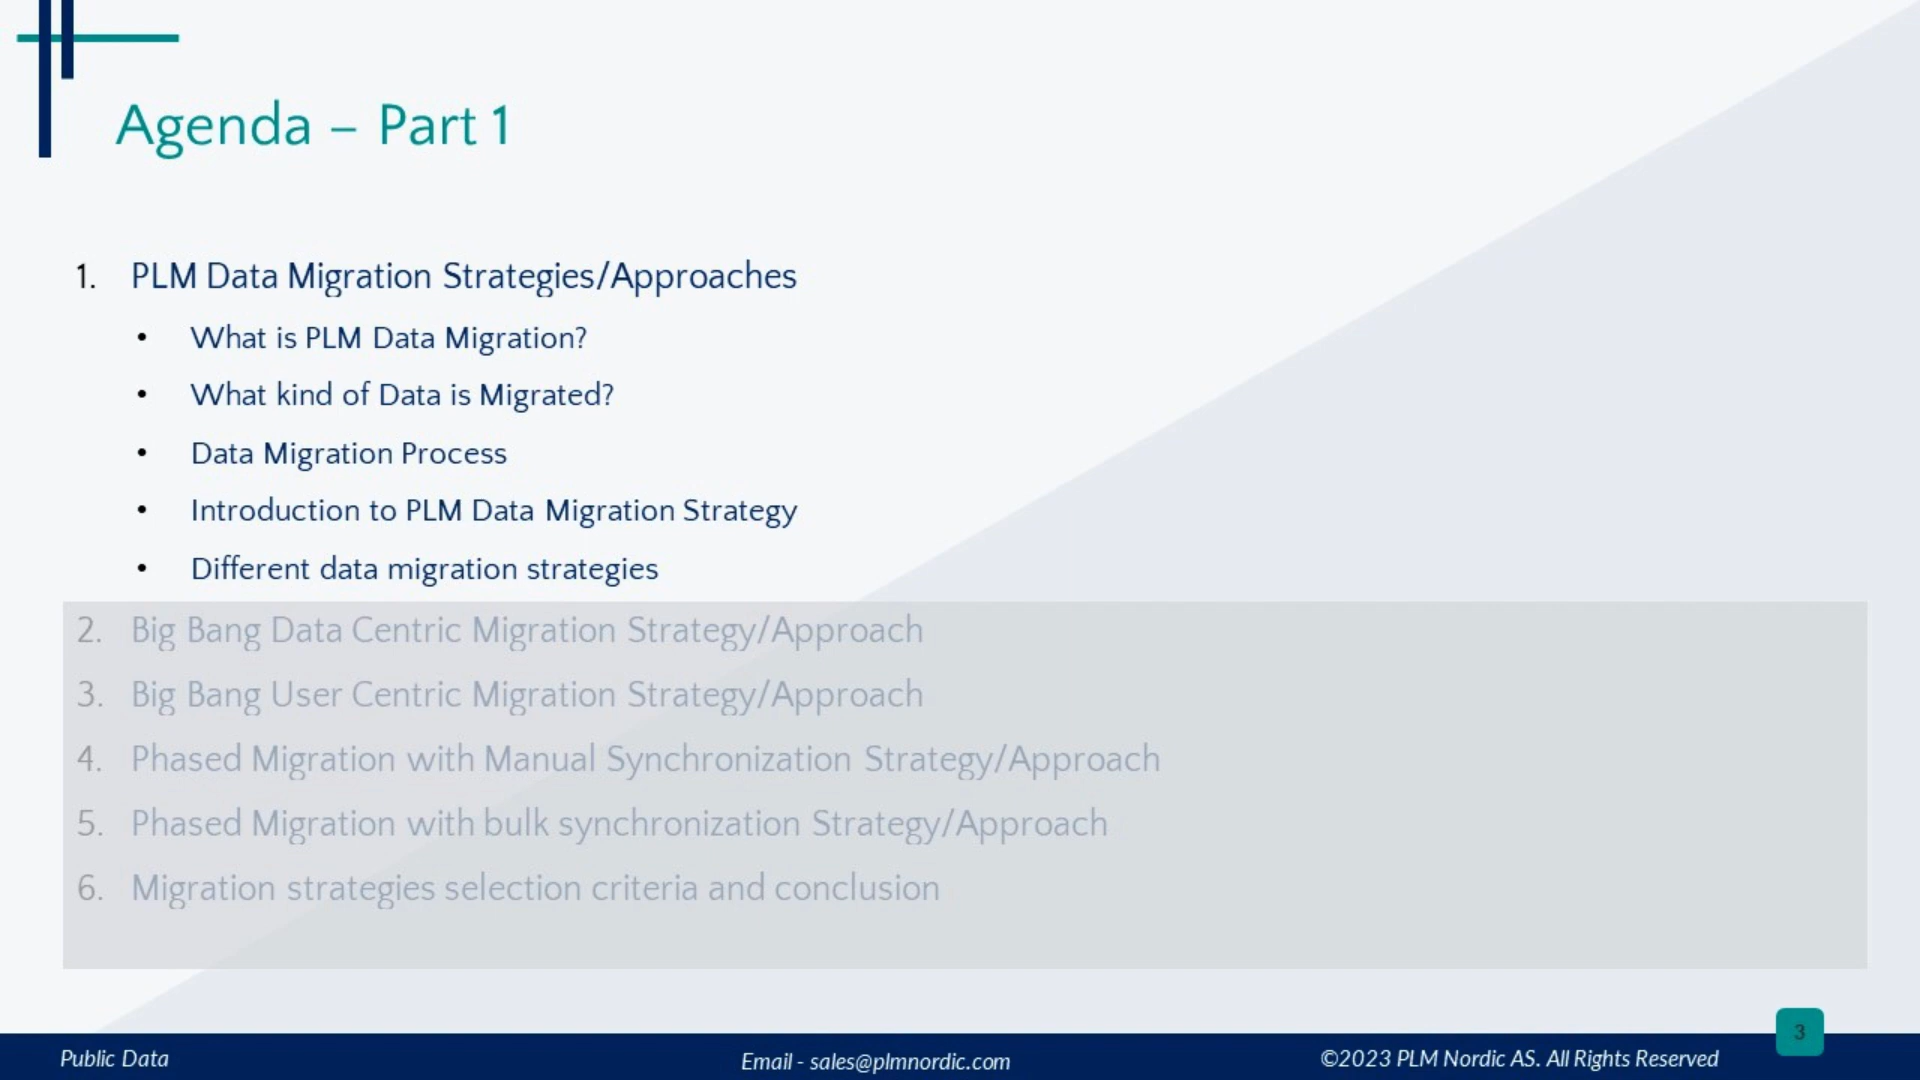 Agenda – Part 1
1. PLM Data Migration Strategies/Approaches
• What is PLM Data Migration?
• What kind of Data is Migrated?
• Data Migration Process
• Introduction to PLM Data Migration Strategy
• Different data migration strategies
2. Big Bang Data Centric Migration Strategy/Approach
3. Big Bang User Centric Migration Strategy/Approach
4. Phased Migration with Manual Synchronization Strategy/Approach
5. Phased Migration with bulk synchronization Strategy/Approach
6. Migration strategies selection criteria and conclusion
3
Public Data
Email - sales@plmnordic.com
©2023 PLM Nordic AS. All Rights Reserved